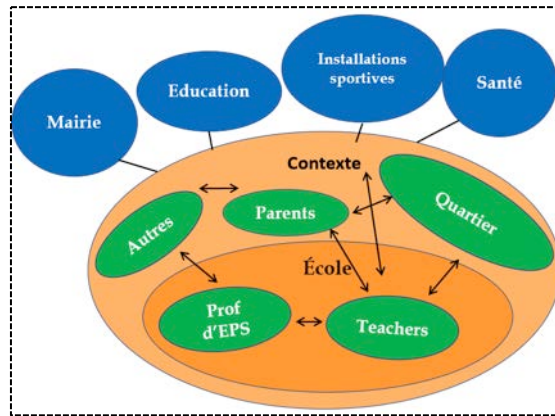 Installations
sportives
Santé
Education
Mairie
Contexte
Quartier
Parents
Autres
École
Prof
d'EPS
Teachers